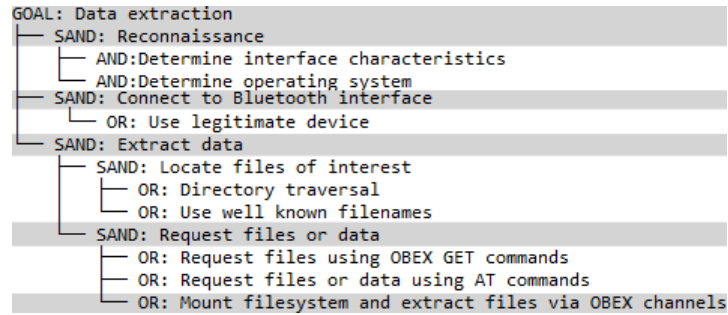 GOAL: Data extraction
SAND: Reconnaissance
AND:Determine interface characteristics
AND:Determine operating system
SAND: Connect to Bluetooth interface
OR: Use legitimate device
SAND: Extract data
SAND: Locate files of interest
OR: Directory traversal
OR: Use well known filenames
SAND: Request files or data
OR: Request files using OBEX GET commands
OR: Request files or data using AT commands
OR: Mount filesystem and extract files via OBEX channels